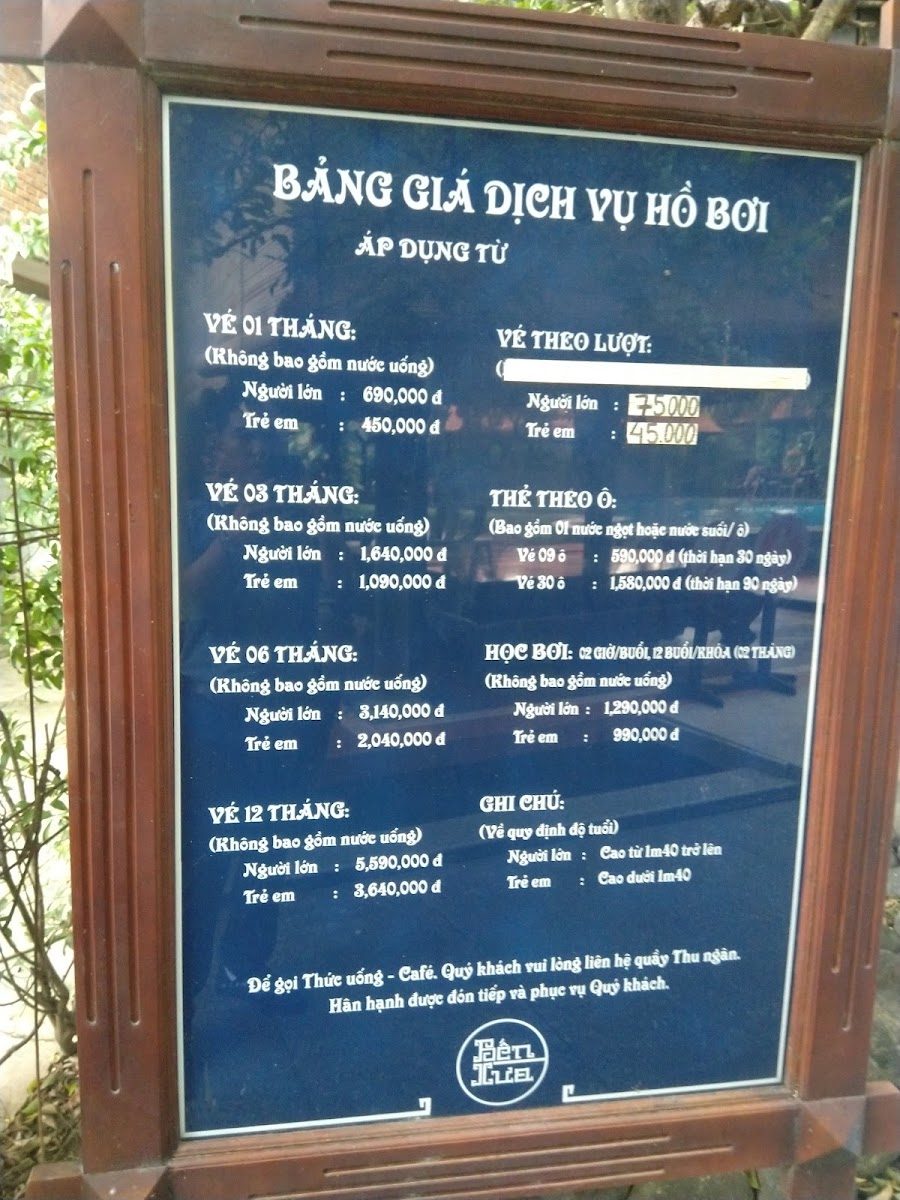 BẢNG GIÁ DỊCH VỤ HỒ BƠI
ÁP DỤNG TỪ
VÉ 01 THÁNG:
(Không bao gồm nước uống)
Người lớn : 690,000 đ
Trẻ em : 450,000 đ
VÉ 03 THÁNG:
(Không bao gồm nước uống)
Người lớn : 1,640,000 đ
Trẻ em : 1,090,000 đ
VÉ 06 THÁNG:
(Không bao gồm nước uống)
Người lớn : 3,140,000 đ
Trẻ em : 2,040,000 đ
VÉ 12 THÁNG:
(Không bao gồm nước uống)
Người lớn : 5,590,000 đ
Trẻ em : 3,640,000 đ
VÉ THEO LƯỢT:
Người lớn : 75000
Trẻ em : 45.000
THẺ THEO Ô:
(Bao gồm 01 nước ngọt hoặc nước suối/ ô)
Vé 09 ô : 590,000 đ (thời hạn 30 ngày)
Vé 30 ô : 1,580,000 đ (thời hạn 90 ngày)
HỌC BƠI: 02 GIỜ/BUỔI, 12 BUỔI/KHÓA (02 THÁNG)
(Không bao gồm nước uống)
Người lớn : 1,290,000 đ
Trẻ em : 990,000 đ
GHI CHÚ:
(Về quy định độ tuổi)
Người lớn : Cao từ 1m40 trở lên
Trẻ em : Cao dưới 1m40
Để gọi Thức uống - Café. Quý khách vui lòng liên hệ quầy Thu ngân.
Hân hạnh được đón tiếp và phục vụ Quý khách.
Bến
Xưa